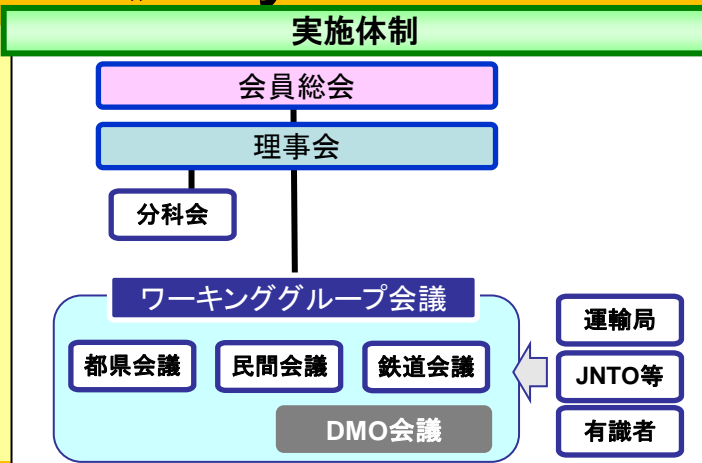 実施体制
会員総会
理事会
分科会
ワーキンググループ会議
都県会議
民間会議
鉄道会議
DMO会議
運輸局
JNTO等
有識者